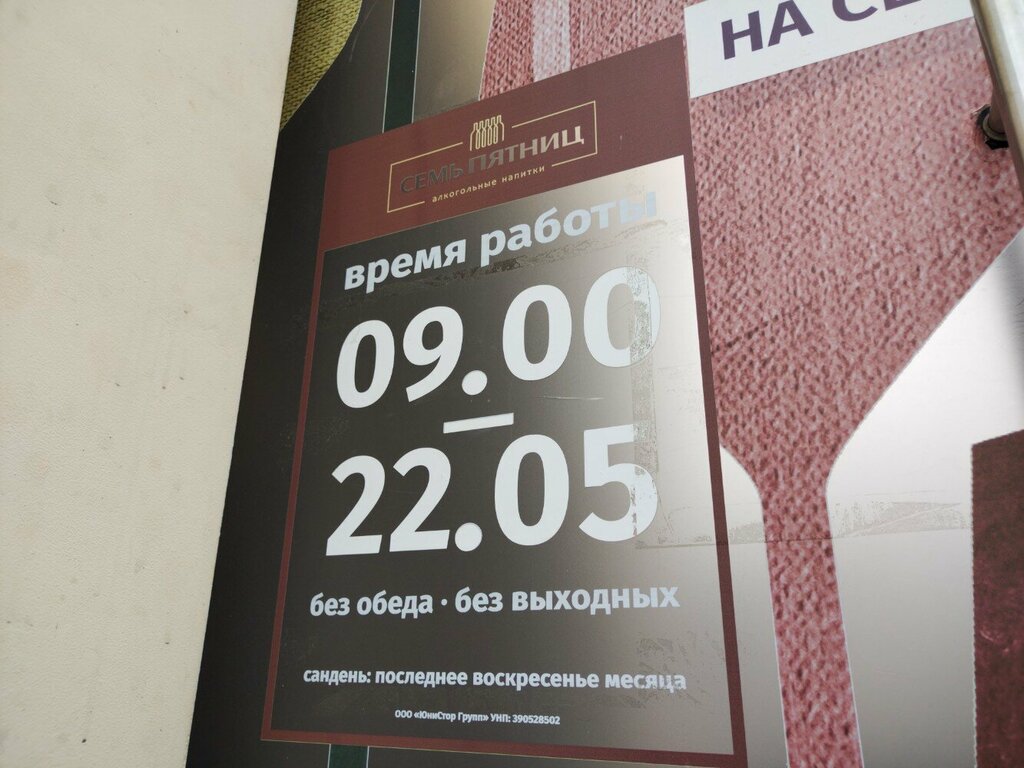 НА
СЕМЬ ПЯТНИЦ
алкогольные напитки
время работы
09.00
–
22.05
без обеда • без выходных
сандень: последнее воскресенье месяца
ООО «ЮниСтор Групп» УНП: 390528502